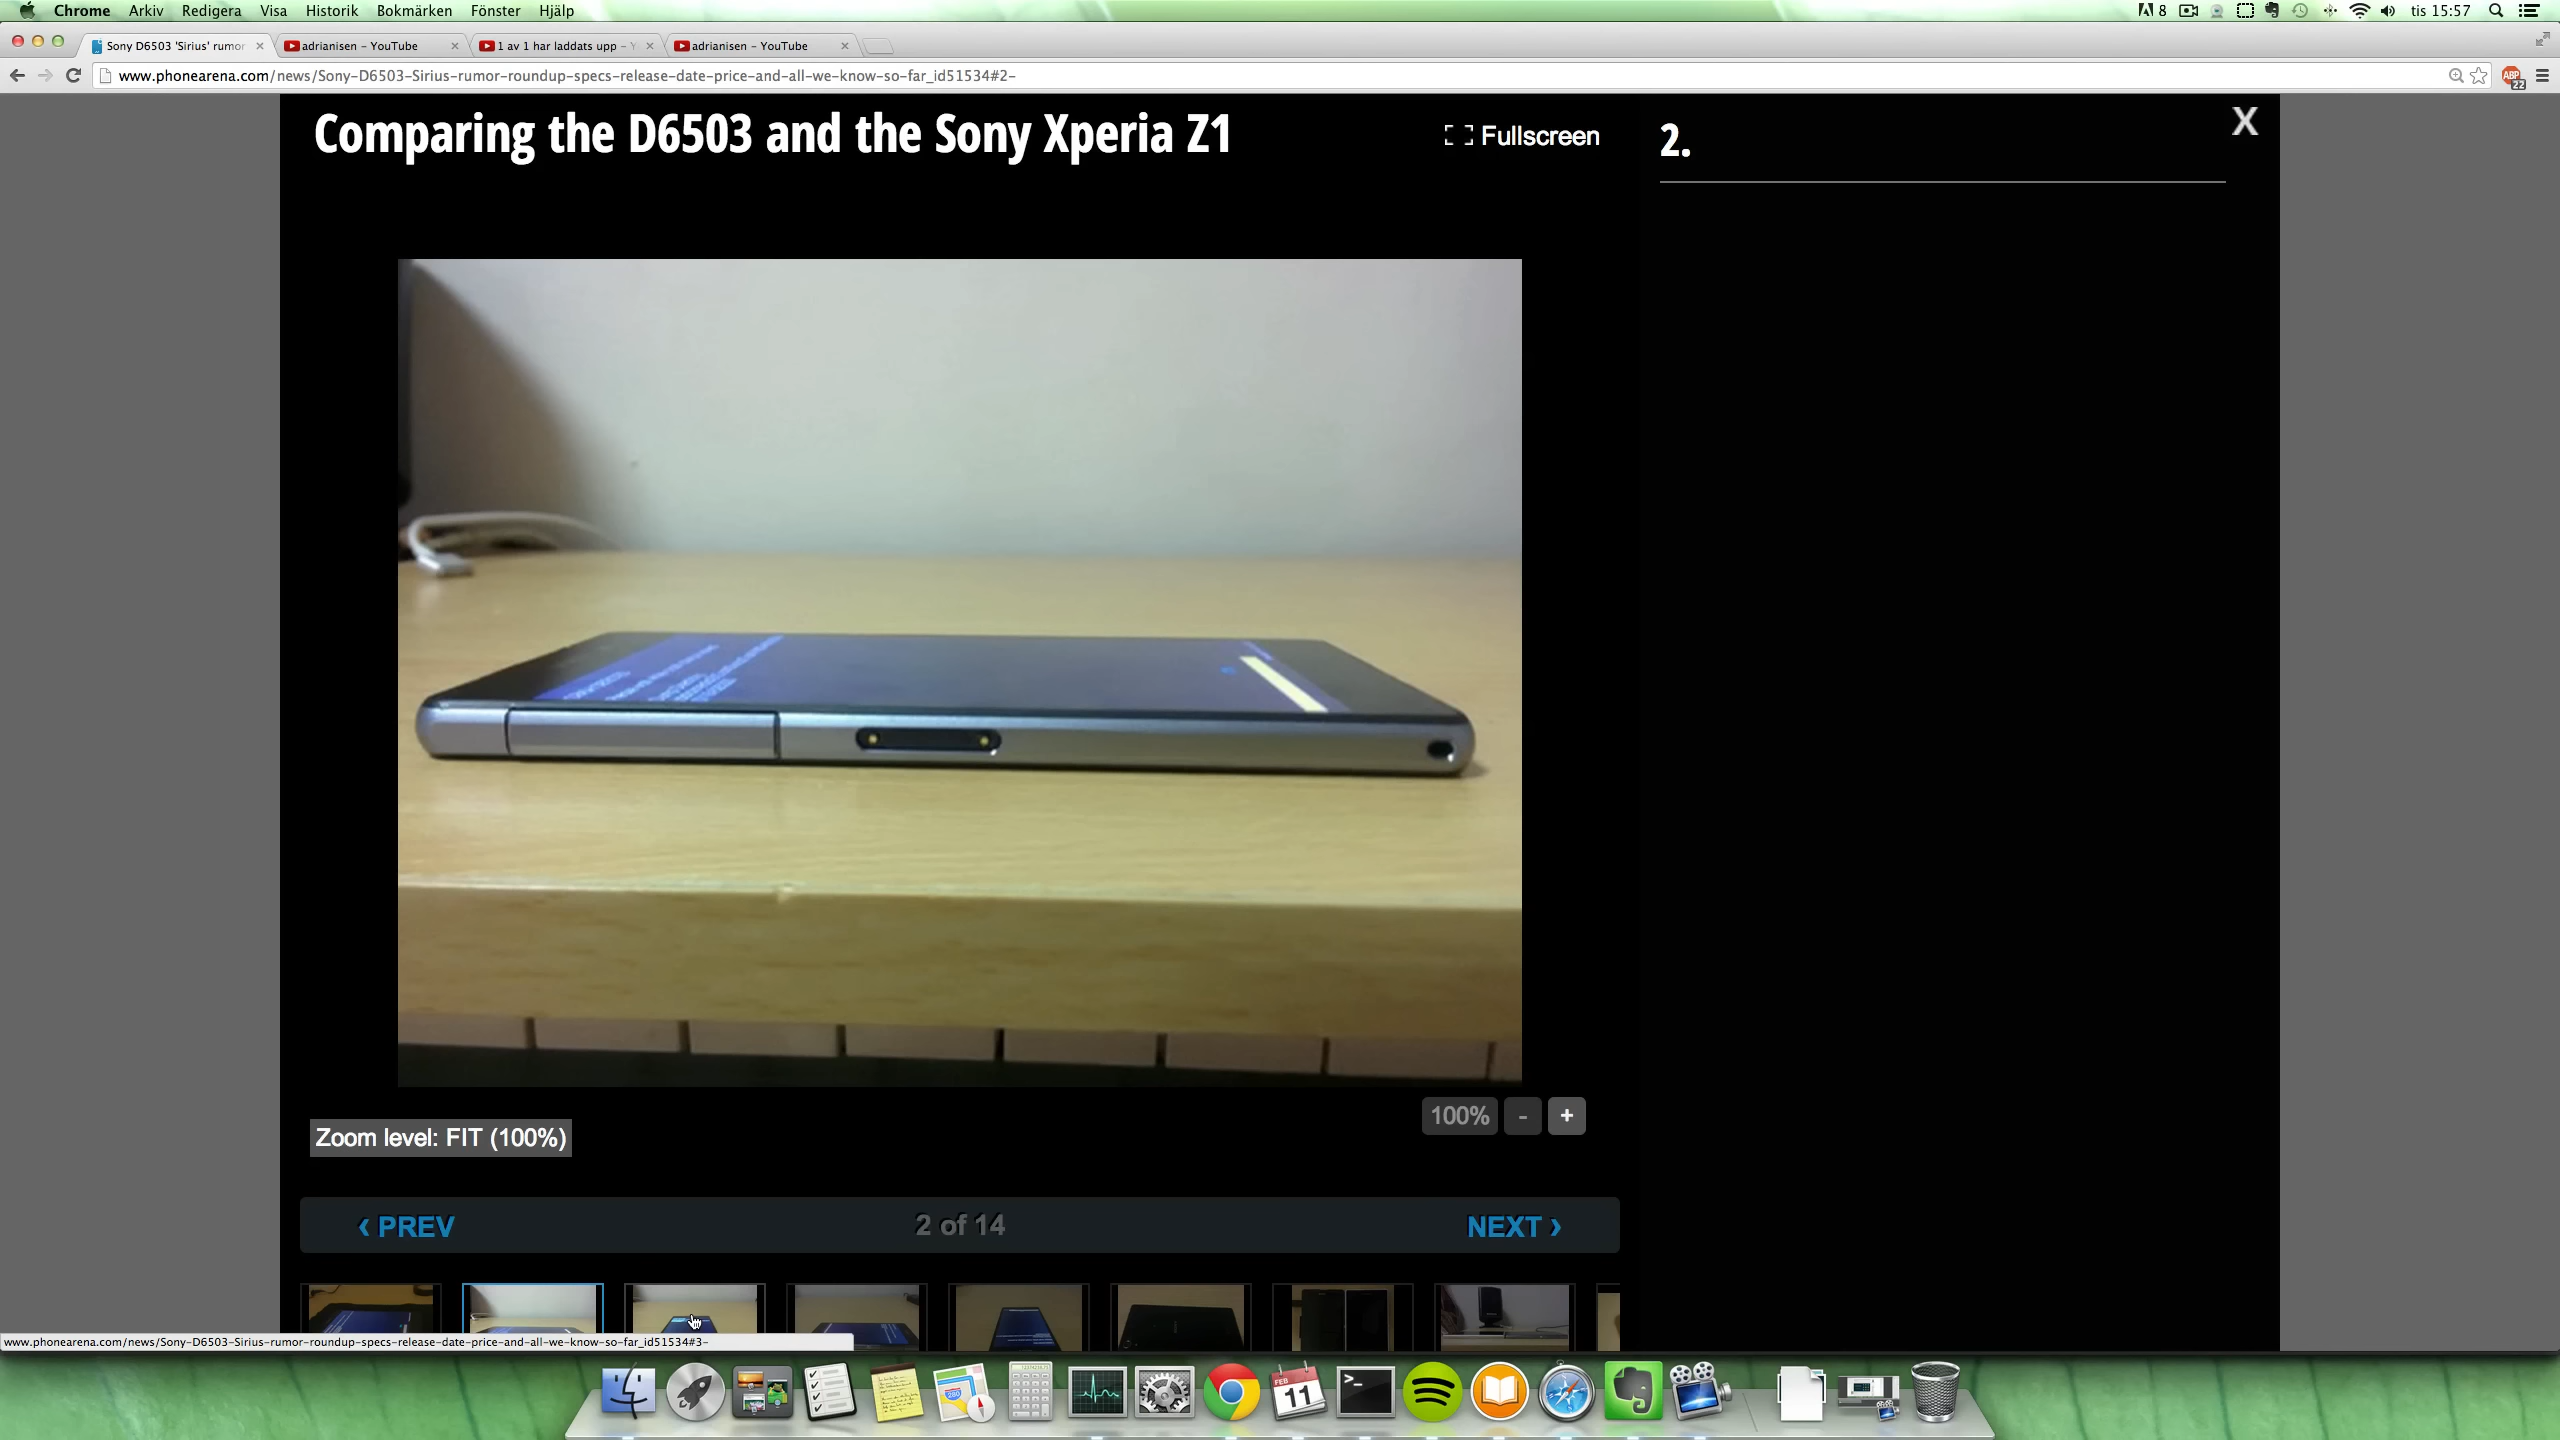 Chrome Arkiv Redigera Visa Historik Bokmärken Fönster Hjälp 8 tis 15:57
Sony D6503 'Sirius' rumor adrianisen – YouTube 1 av 1 har laddats upp – Y adrianisen – YouTube
www.phonearena.com/news/Sony-D6503-Sirius-rumor-roundup-specs-release-date-price-and-all-we-know-so-far_id51534#2- ABP 22
Comparing the D6503 and the Sony Xperia Z1
Fullscreen
2.
X
100% - +
Zoom level: FIT (100%)
‹ PREV 2 of 14 NEXT ›
www.phonearena.com/news/Sony-D6503-Sirius-rumor-roundup-specs-release-date-price-and-all-we-know-so-far_id51534#3-
280
FEB
11
>_